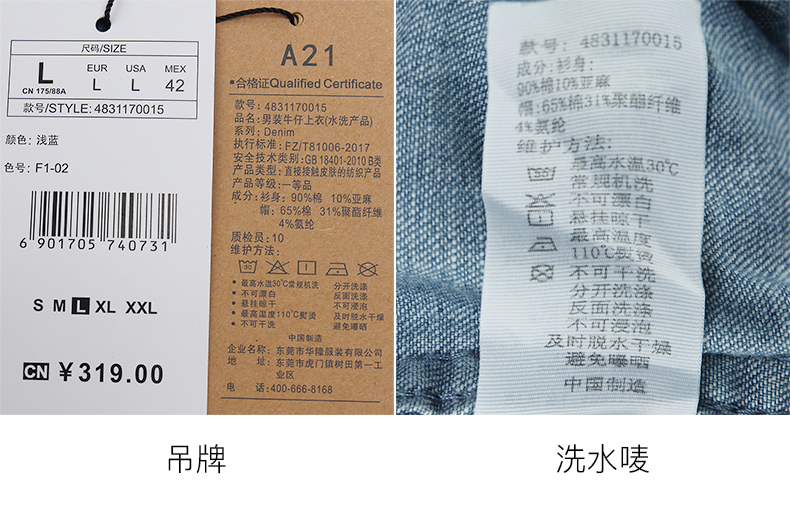 尺码/SIZE
L
CN 175/88A
EUR
L
USA
L
MEX
42
款号/STYLE: 4831170015
颜色: 浅蓝
色号: F1-02
6 901705 740731
S M L XL XXL
CN ￥319.00
A21
合格证Qualified Certificate
款号: 4831170015
品名: 男装牛仔上衣(水洗产品)
系列: Denim
执行标准: FZ/T81006-2017
安全技术类别: GB 18401-2010 B类
产品类型: 直接接触皮肤的纺织产品
产品等级: 一等品
成分: 衫身: 90%棉 10%亚麻
帽: 65%棉 31%聚酯纤维
4%氨纶
质检员: 10
维护方法:
• 最高水温30℃常规机洗
• 不可漂白
• 悬挂晾干
• 最高温度110℃熨烫
• 不可干洗
分开洗涤
反面洗涤
不可浸泡
及时脱水干燥
避免曝晒
中国制造
企业名称: 东莞市华隆服装有限公司
地 址: 东莞市虎门镇树田第一工
业区
电 话: 400-666-8168
款号: 4831170015
成分: 衫身:
90%棉10%亚麻
帽: 65%棉31%聚酯纤维
4%氨纶
维护方法:
最高水温30℃
常规机洗
不可漂白
悬挂晾干
最高温度
110℃熨烫
不可干洗
分开洗涤
反面洗涤
不可浸泡
及时脱水干燥
避免曝晒
中国制造
吊牌
洗水唛